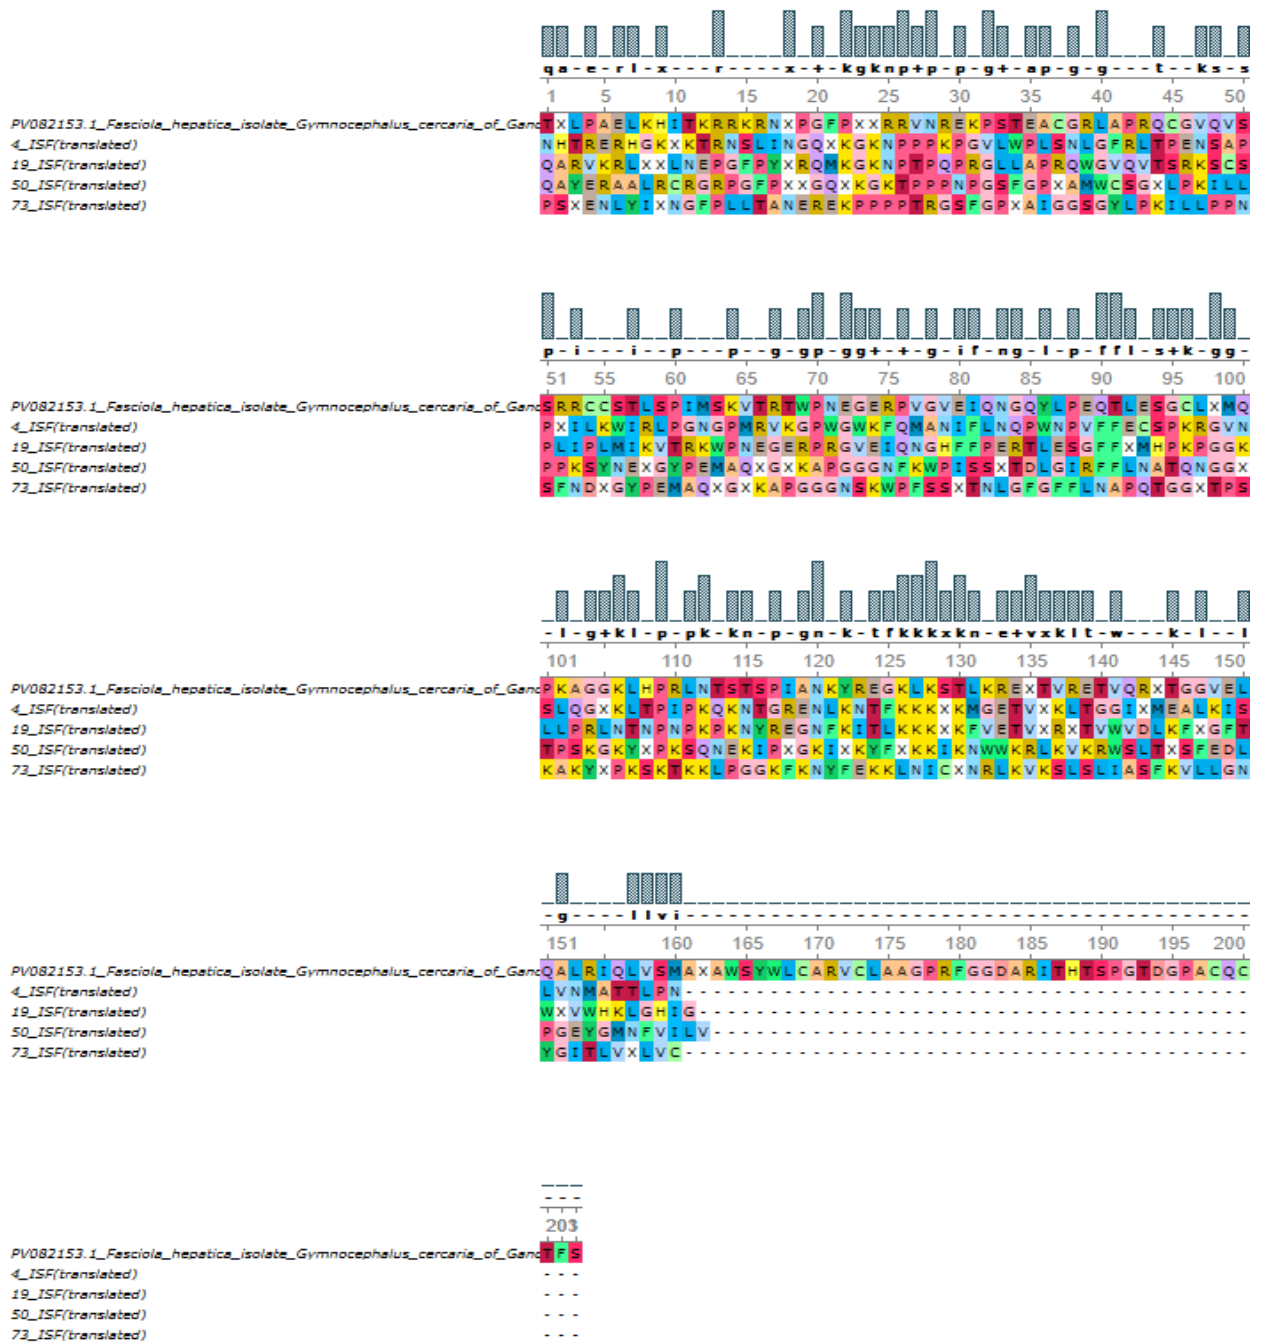 qa-e-rl-x---r----x-+-kgknp+p-p-g+-ap-g-g---t--ks-s
1 5 10 15 20 25 30 35 40 45 50
PV082153.1_Fasciola_hepatica_isolate_Gymnocephalus_cercaria_of_Ganc TXLPAELKHITKRRKRNXPGFPXXRRVNREKPSTEACGRLAPRQCGVQVS
4_ISF(translated) NHTRERHGKXKTRNSLINGQXKGKNPPPKPGVLWPLSNLGFRLTPENSAP
19_ISF(translated) QARVKRLXXLNEPGFPYXRQMKGKNPTQPRGLLAPRQWGVQVTSRKSCS
50_ISF(translated) QAYERAALRCRGRPGFPXXGQXKGKTPPPNPGSFGPXAMWCSGXLPKILL
73_ISF(translated) PSXENLYIXNGFPLLTANEREKPPPPTRGSFGPXAIGGSGYLPKILLPPN
p-i---i--p---p--g-gp-gg+-+-g-if-ng-l-p-ffl-s+k-gg-
51 55 60 65 70 75 80 85 90 95 100
PV082153.1_Fasciola_hepatica_isolate_Gymnocephalus_cercaria_of_Ganc SRRCCSTLSPIMSKVTRTWPNEGERPVGVEIQNGQYLPEQTLESGCLXMQ
4_ISF(translated) PXILKWIRLPGNGPMRVKGPWGWKFQMANIFLNQPWNPVFFECSPKRGVN
19_ISF(translated) PLIPLMIKVTRKWPNEGERPRGVEIQNGHFFPERTLESGFFXMHPKPGGK
50_ISF(translated) PPKSYNEXGYPEMAQXGXKAPGGGNFKWPISSXTDLGIRFFLNATQNGGX
73_ISF(translated) SFNDXGYPEMAQXGXKAPGGGNSKWPFSSXTNLGFGFFLNAPQTGGXTPS
-l-g+kl-p-pk-kn-p-gn-k-tfkkkxkn-e+vxklt-w---k-l--l
101 110 115 120 125 130 135 140 145 150
PV082153.1_Fasciola_hepatica_isolate_Gymnocephalus_cercaria_of_Ganc PKAGGKLHPRLNTSTSPIANKYREGKLKSTLKREXTVRETVQRXTGGVEL
4_ISF(translated) SLQGXKLTPIPKQKNTGRENLKNTFKKKXKMGETVXKLTGGIXMEALKIS
19_ISF(translated) LLPRLNTNPNPKPKNYREGNFKITLKKKXKFVETVXRXTVWVDLKFXGFT
50_ISF(translated) TPSKGKYXPKSQNEKIPXGKIXKYFXKKIKNWWKRLKVKRWSLTXSFEDL
73_ISF(translated) KAKYXPKSKTKKLPGGKFKNYFEKKLNICXNRLKVKSLSLIASFKVLLGN
-g----llvi----------------------------------------
151 160 165 170 175 180 185 190 195 200
PV082153.1_Fasciola_hepatica_isolate_Gymnocephalus_cercaria_of_Ganc QALRIQLVSMAXAWSYWLCARVCLAAGPRFGGDARITHTSPGTDGPACQC
4_ISF(translated) LVNMATTLPN----------------------------------------
19_ISF(translated) WXVWHKLGHIG---------------------------------------
50_ISF(translated) PGEYGMNFVILV--------------------------------------
73_ISF(translated) YGITLVXLVC----------------------------------------
---
203
PV082153.1_Fasciola_hepatica_isolate_Gymnocephalus_cercaria_of_Ganc TFS
4_ISF(translated) ---
19_ISF(translated) ---
50_ISF(translated) ---
73_ISF(translated) ---